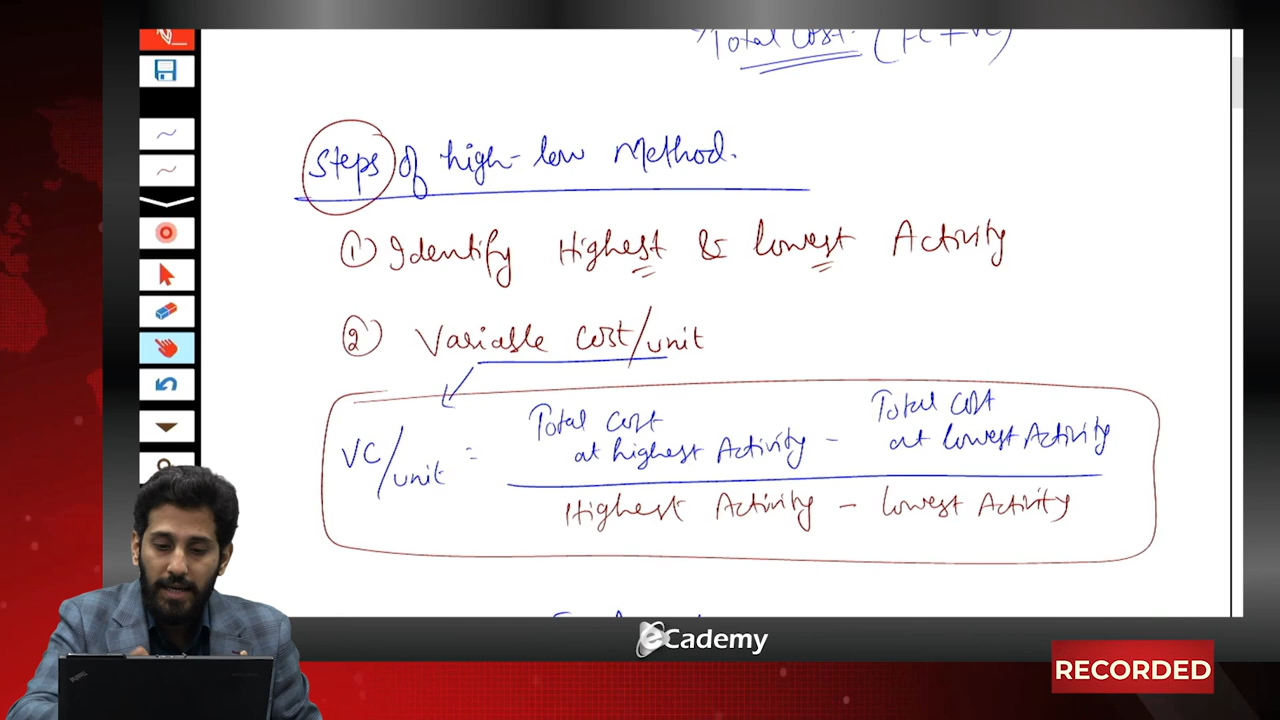 Total Cost. (FC + VC)
Steps of high-low Method.
① Identify Highest & lowest Activity
② Variable Cost/unit
VC/unit = Total Cost at highest Activity - Total Cost at lowest Activity
Highest Activity - lowest Activity
eCademy
RECORDED